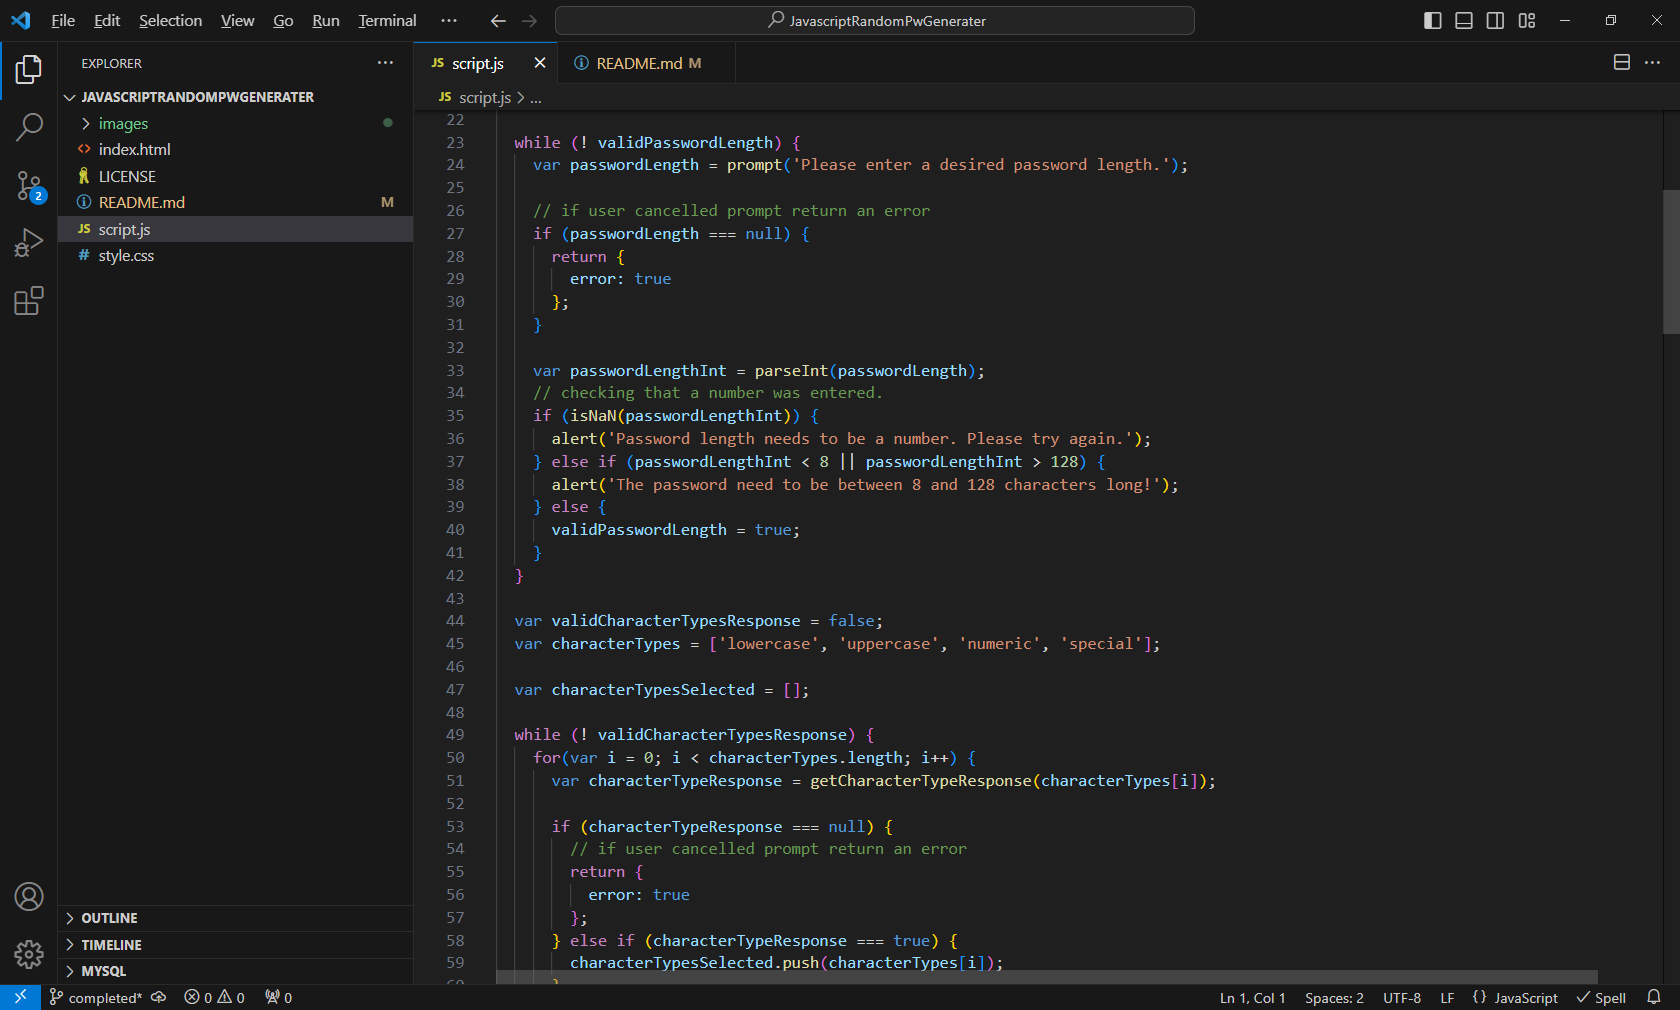 File Edit Selection View Go Run Terminal ··· JavascriptRandomPwGenerater
EXPLORER ···
JAVASCRIPTRANDOMPWGENERATER
images
index.html
LICENSE
README.md M
JS script.js
# style.css
OUTLINE
TIMELINE
MYSQL
JS script.js README.md M ···
JS script.js > ...
22
23 while (! validPasswordLength) {
24 var passwordLength = prompt('Please enter a desired password length.');
25
26 // if user cancelled prompt return an error
27 if (passwordLength === null) {
28 return {
29 error: true
30 };
31 }
32
33 var passwordLengthInt = parseInt(passwordLength);
34 // checking that a number was entered.
35 if (isNaN(passwordLengthInt)) {
36 alert('Password length needs to be a number. Please try again.');
37 } else if (passwordLengthInt < 8 || passwordLengthInt > 128) {
38 alert('The password need to be between 8 and 128 characters long!');
39 } else {
40 validPasswordLength = true;
41 }
42 }
43
44 var validCharacterTypesResponse = false;
45 var characterTypes = ['lowercase', 'uppercase', 'numeric', 'special'];
46
47 var characterTypesSelected = [];
48
49 while (! validCharacterTypesResponse) {
50 for(var i = 0; i < characterTypes.length; i++) {
51 var characterTypeResponse = getCharacterTypeResponse(characterTypes[i]);
52
53 if (characterTypeResponse === null) {
54 // if user cancelled prompt return an error
55 return {
56 error: true
57 };
58 } else if (characterTypeResponse === true) {
59 characterTypesSelected.push(characterTypes[i]);
2
completed* 0 0 0 Ln 1, Col 1 Spaces: 2 UTF-8 LF {} JavaScript Spell